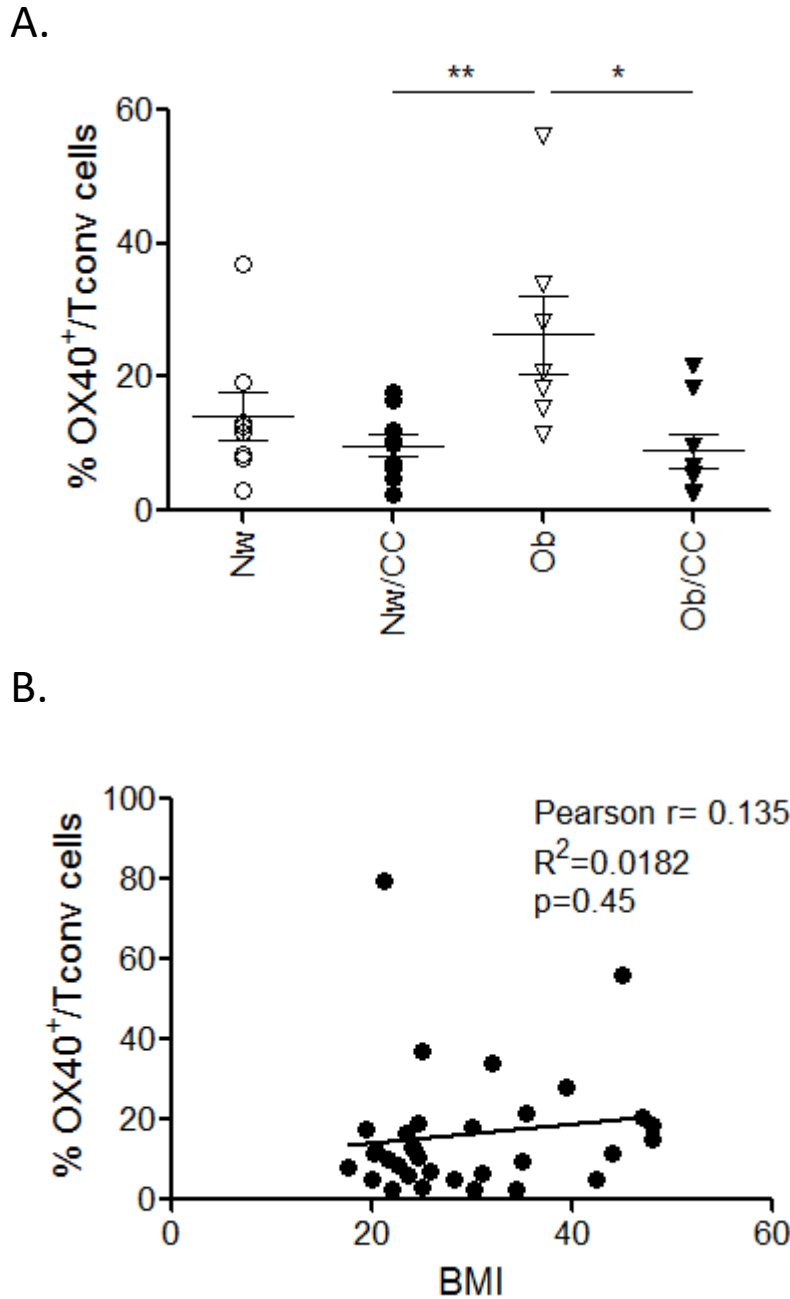 A.
** *
% OX40⁺/Tconv cells
60
40
20
0
Nw
Nw/CC
Ob
Ob/CC
B.
% OX40⁺/Tconv cells
100
80
60
40
20
0
Pearson r= 0.135
R²=0.0182
p=0.45
0 20 40 60
BMI